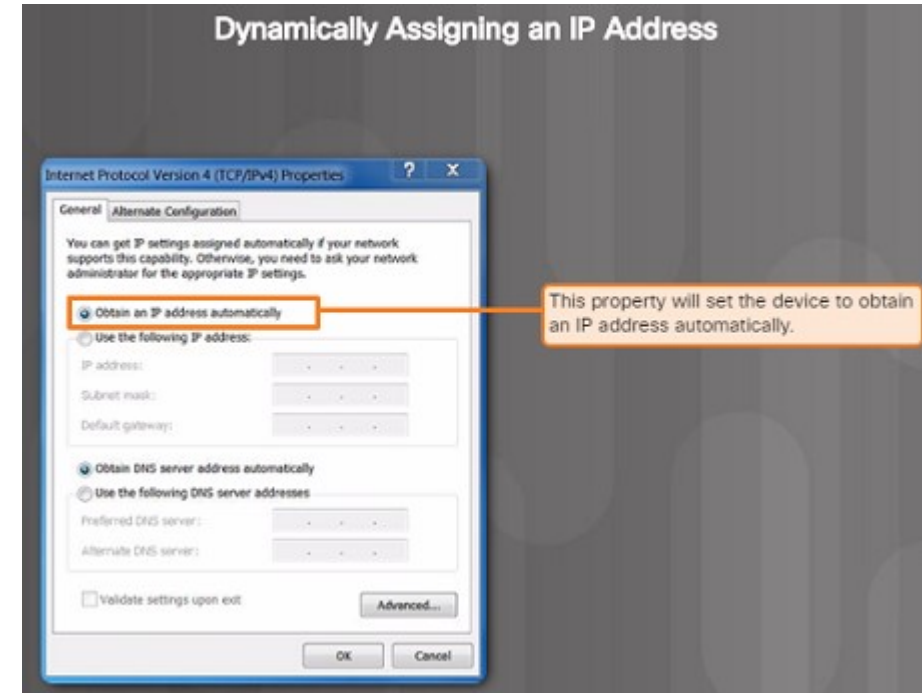 Dynamically Assigning an IP Address
Internet Protocol Version 4 (TCP/IPv4) Properties
? X
General Alternate Configuration
You can get IP settings assigned automatically if your network
supports this capability. Otherwise, you need to ask your network
administrator for the appropriate IP settings.
Obtain an IP address automatically
This property will set the device to obtain
an IP address automatically.
Use the following IP address:
IP address:
Subnet mask:
Default gateway:
Obtain DNS server address automatically
Use the following DNS server addresses
Preferred DNS server:
Alternate DNS server:
Validate settings upon exit
Advanced...
OK Cancel